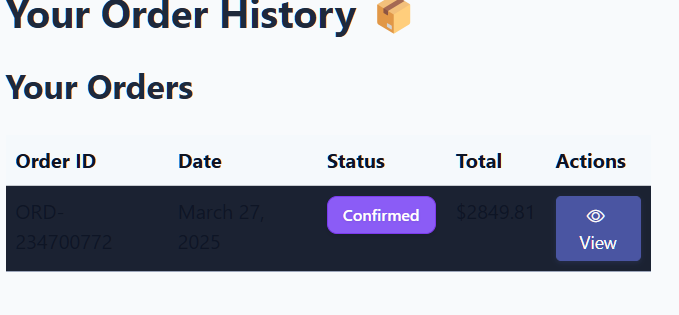 Your Order History 📦
Your Orders
Order ID Date Status Total Actions
ORD- March 27, Confirmed $2849.81
234700772 2025 View